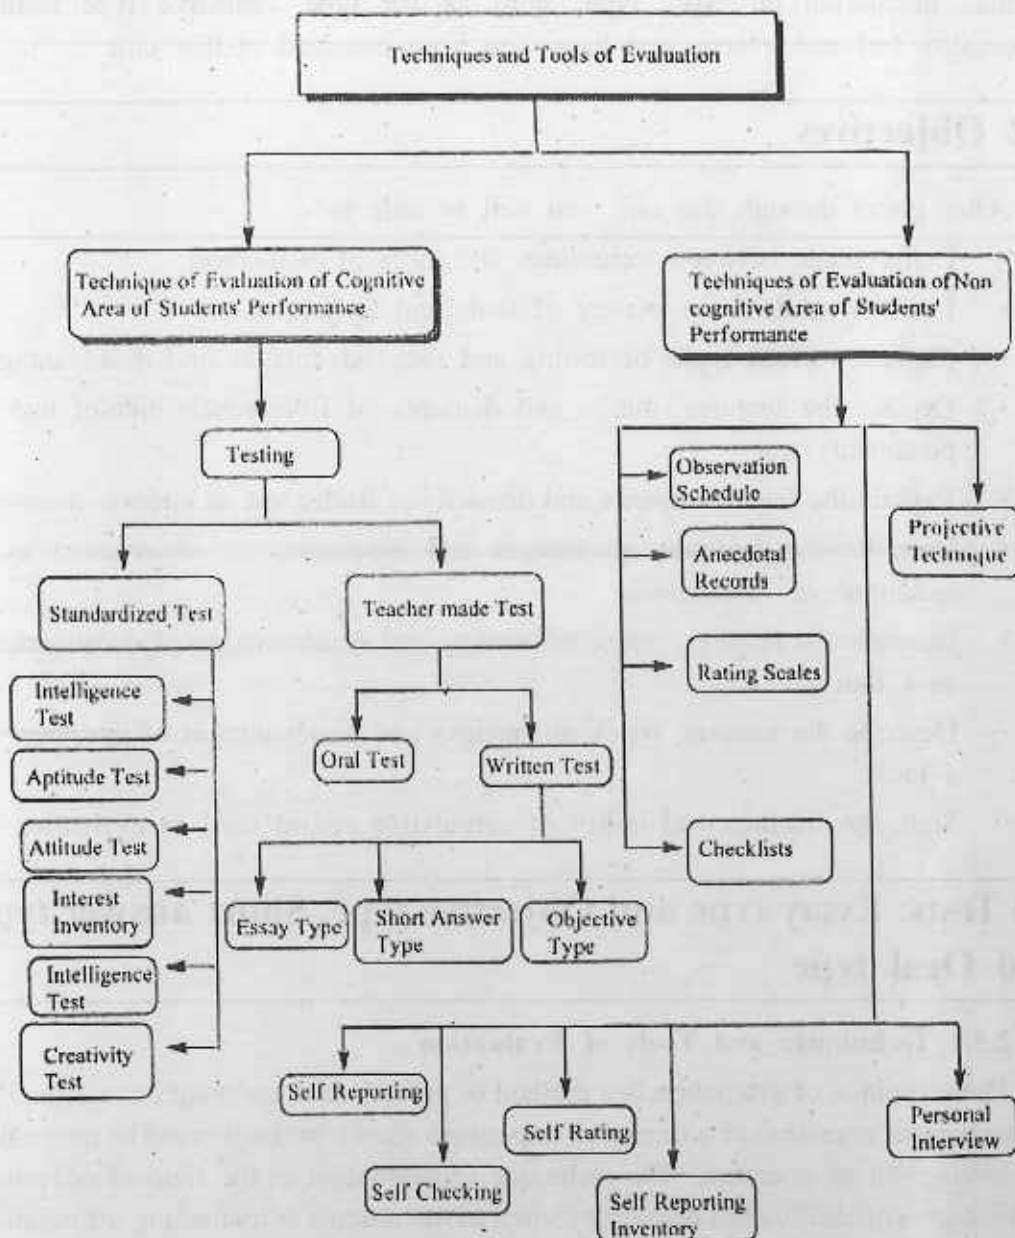 Techniques and Tools of Evaluation
Technique of Evaluation of Cognitive
Area of Students' Performance
Techniques of Evaluation of Non
cognitive Area of Students'
Performance
Testing
Observation
Schedule
Projective
Technique
Anecdotal
Records
Standardized Test
Teacher made Test
Rating Scales
Intelligence
Test
Oral Test
Written Test
Aptitude Test
Attitude Test
Checklists
Interest
Inventory
Essay Type
Short Answer
Type
Objective
Type
Intelligence
Test
Creativity
Test
Self Reporting
Self Rating
Personal
Interview
Self Checking
Self Reporting
Inventory